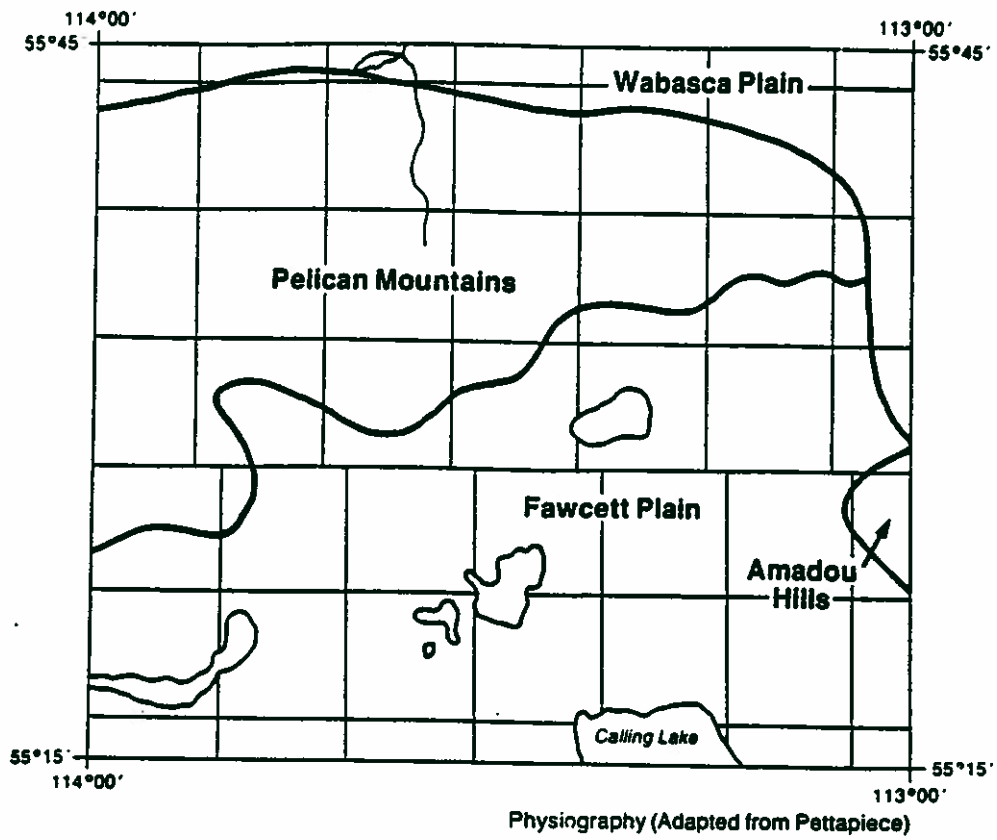 114°00′
113°00′
55°45′
55°45′
Wabasca Plain
Pelican Mountains
Fawcett Plain
Amadou
Hills
Calling Lake
55°15′
55°15′
114°00′
113°00′
Physiography (Adapted from Pettapiece)